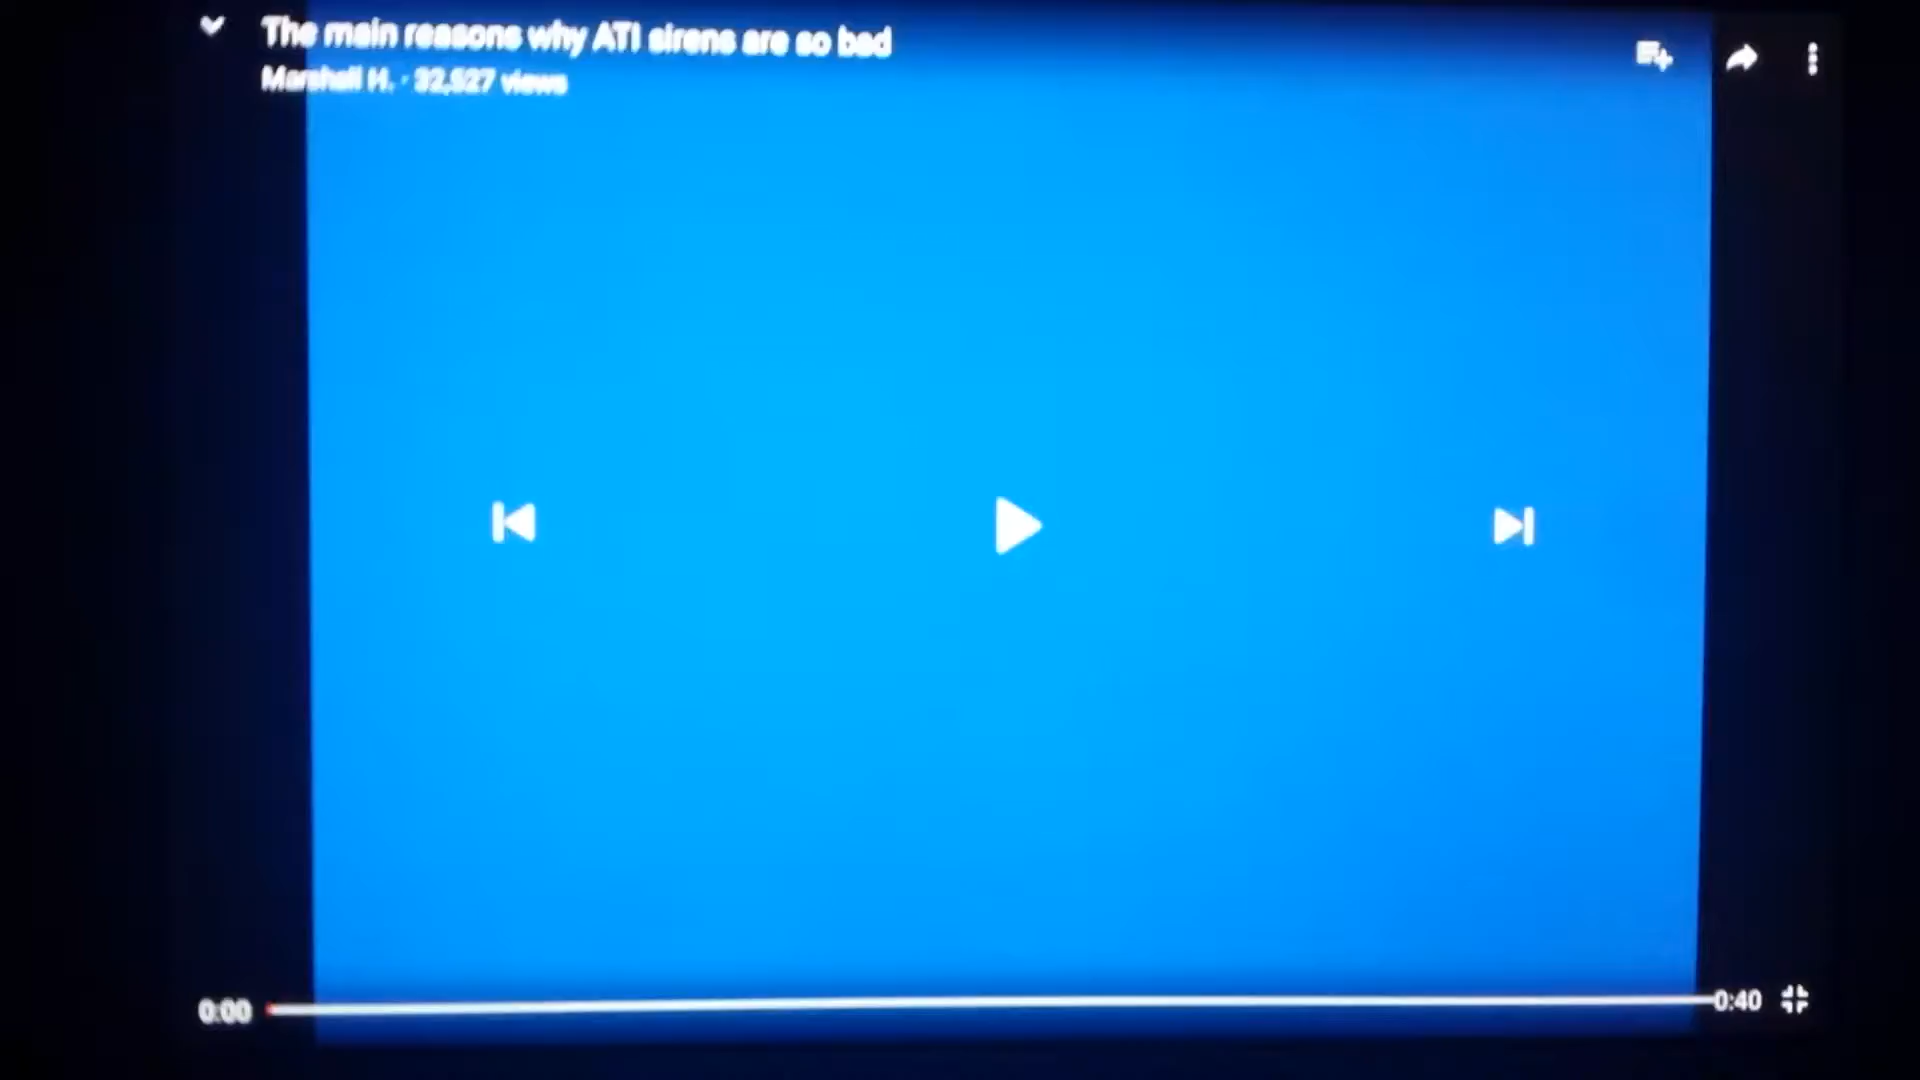 The main reasons why ATI sirens are so bad
Marshall H. · 32,527 views
0:00
0:40